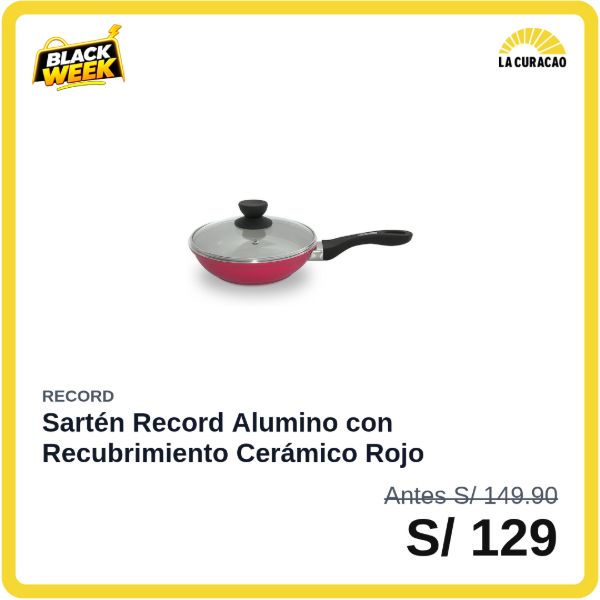 BLACK
WEEK
LA CURACAO
RECORD
Sartén Record Alumino con
Recubrimiento Cerámico Rojo
Antes S/ 149.90
S/ 129